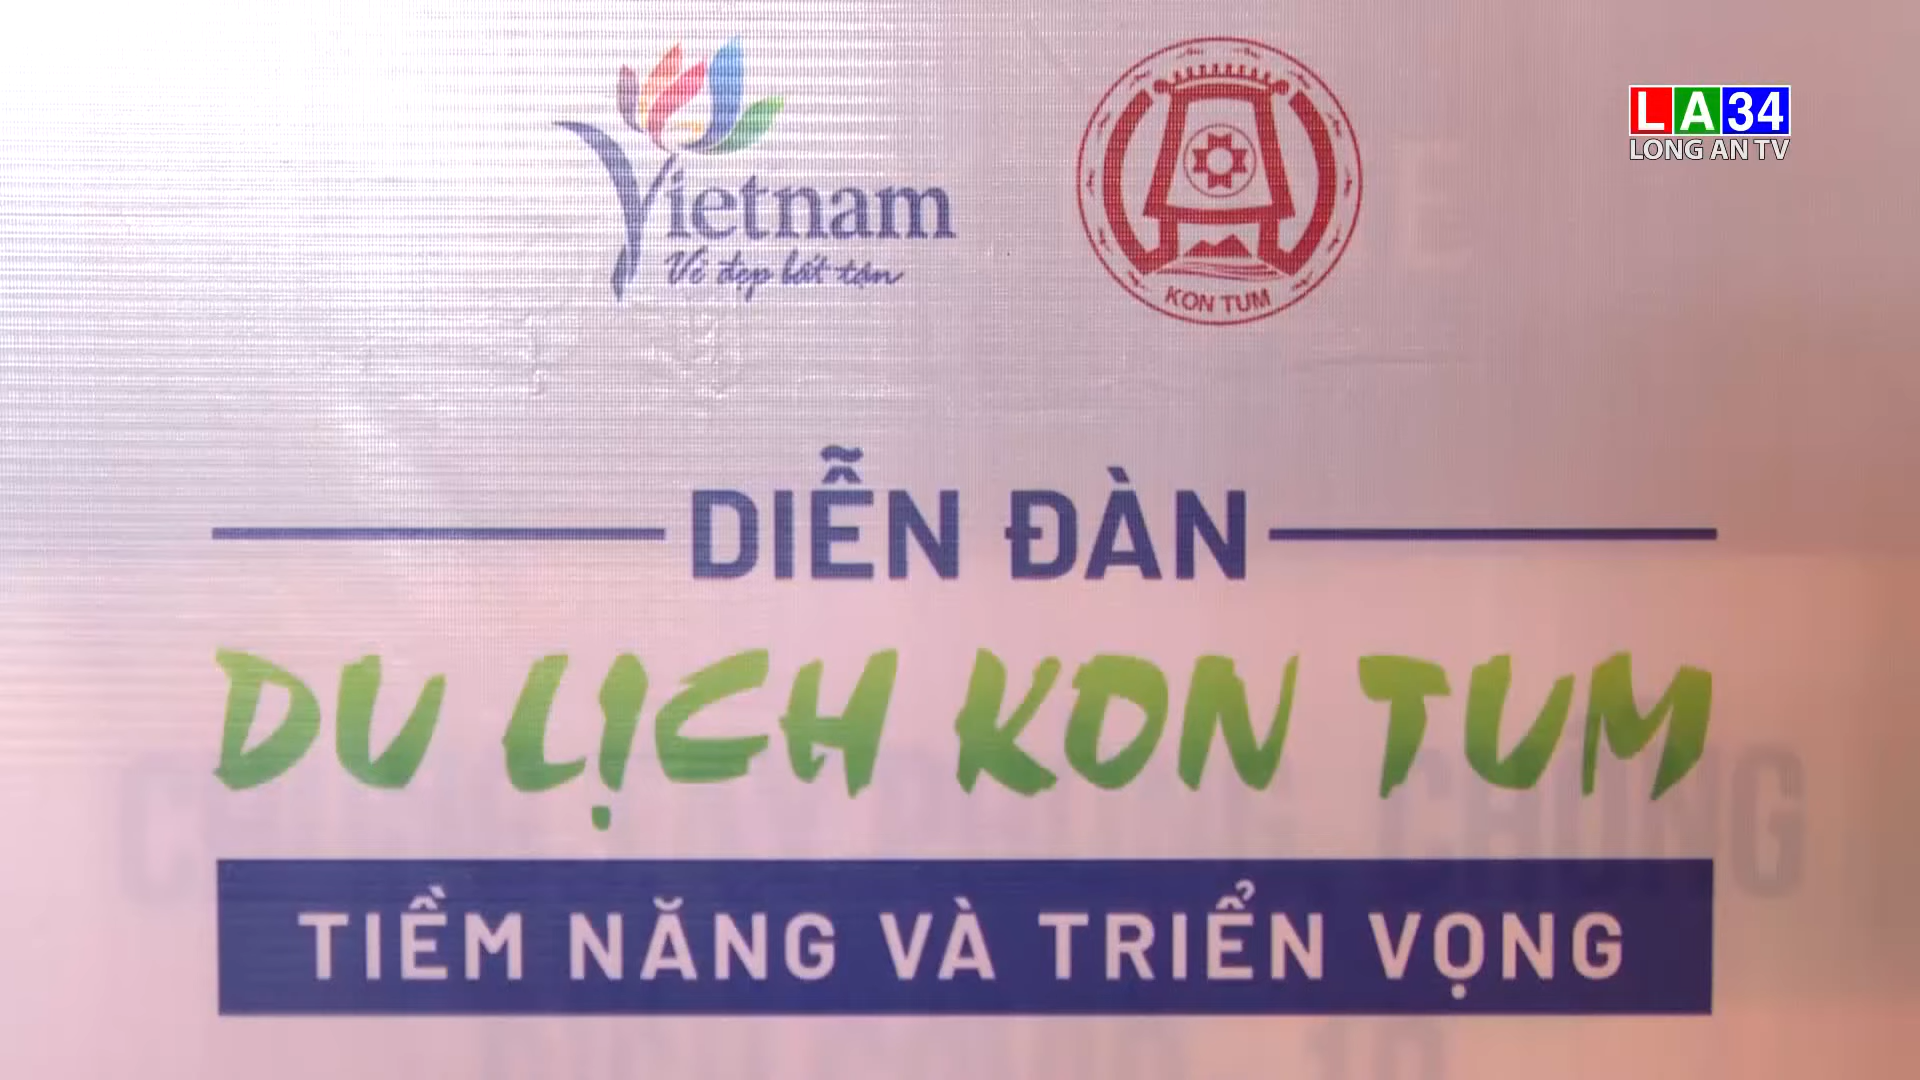 LA34
LONG AN TV
Vietnam
Vẻ đẹp bất tận
KON TUM
DIỄN ĐÀN
DU LỊCH KON TUM
TIỀM NĂNG VÀ TRIỂN VỌNG